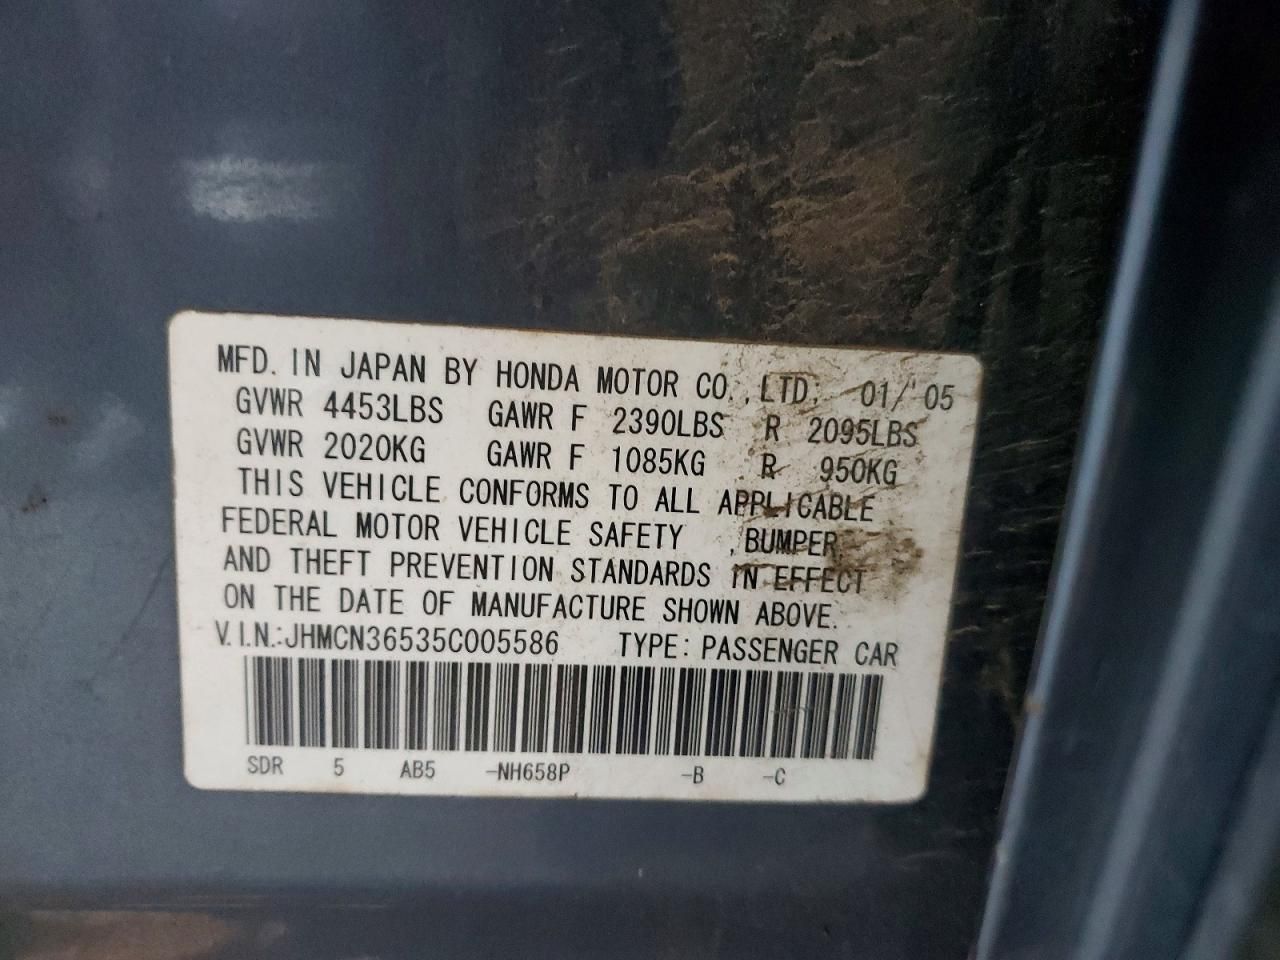 MFD. IN JAPAN BY HONDA MOTOR CO., LTD. 01/'05
GVWR 4453LBS GAWR F 2390LBS R 2095LBS
GVWR 2020KG GAWR F 1085KG R 950KG
THIS VEHICLE CONFORMS TO ALL APPLICABLE
FEDERAL MOTOR VEHICLE SAFETY , BUMPER,
AND THEFT PREVENTION STANDARDS IN EFFECT
ON THE DATE OF MANUFACTURE SHOWN ABOVE.
V.I.N.:JHMCN36535C005586 TYPE: PASSENGER CAR
SDR 5 AB5 -NH658P -B -C